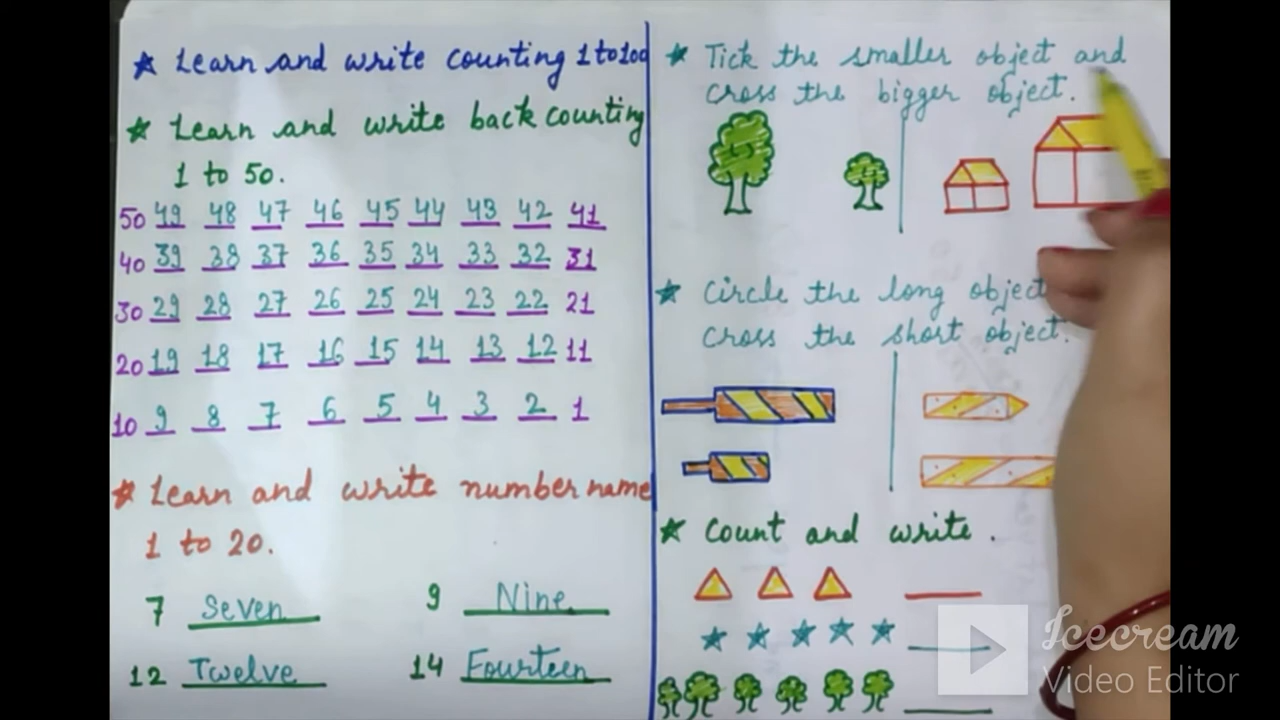 ★ Learn and write counting 1 to 100
★ Learn and write back counting
1 to 50.
50 49 48 47 46 45 44 43 42 41
40 39 38 37 36 35 34 33 32 31
30 29 28 27 26 25 24 23 22 21
20 19 18 17 16 15 14 13 12 11
10 9 8 7 6 5 4 3 2 1
★ Learn and write number name
1 to 20.
7 Seven 9 Nine
12 Twelve 14 Fourteen
★ Tick the smaller object and
cross the bigger object.
★ Circle the long object
cross the short object.
★ Count and write.
Icecream
Video Editor